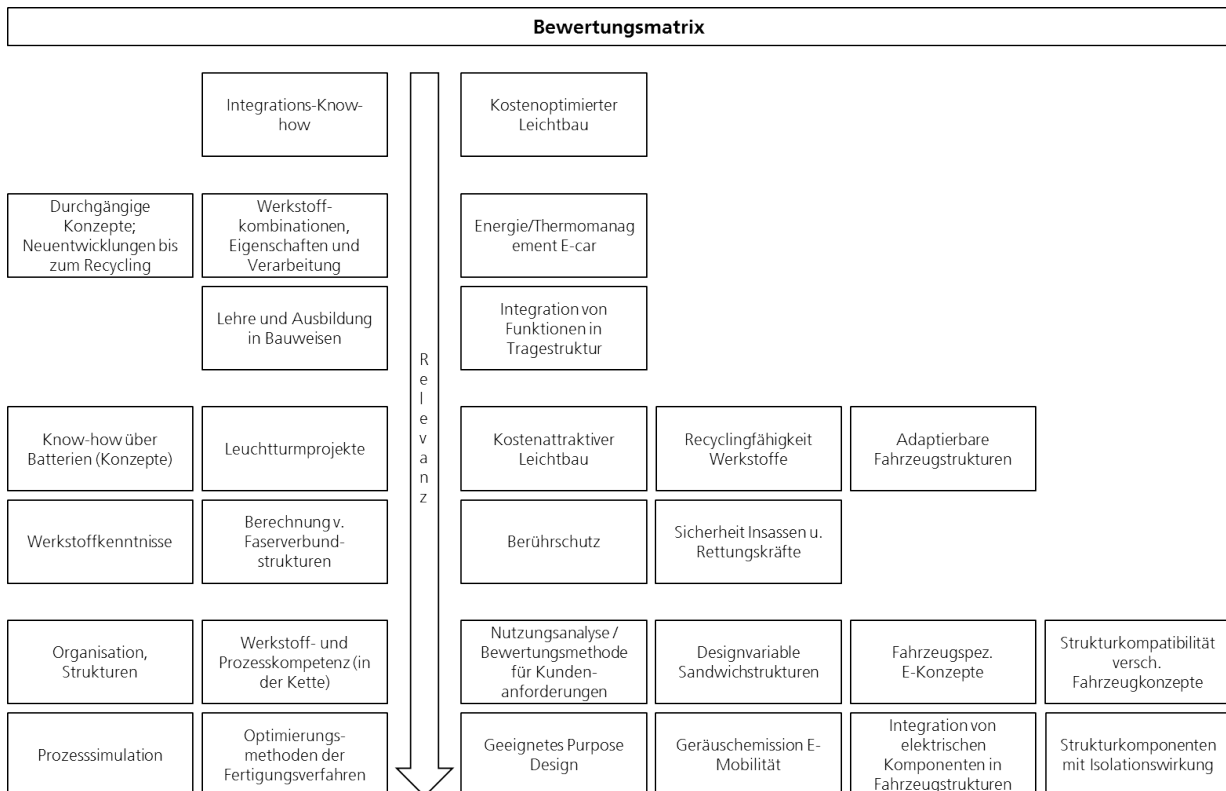 Bewertungsmatrix
Integrations-Know-
how
Kostenoptimierter
Leichtbau
Durchgängige
Konzepte;
Neuentwicklungen bis
zum Recycling
Werkstoff-
kombinationen,
Eigenschaften und
Verarbeitung
Energie/Thermomanag
ement E-car
Lehre und Ausbildung
in Bauweisen
Integration von
Funktionen in
Tragestruktur
Relevanz
Know-how über
Batterien (Konzepte)
Leuchtturmprojekte
Kostenattraktiver
Leichtbau
Recyclingfähigkeit
Werkstoffe
Adaptierbare
Fahrzeugstrukturen
Werkstoffkenntnisse
Berechnung v.
Faserverbund-
strukturen
Berührschutz
Sicherheit Insassen u.
Rettungskräfte
Organisation,
Strukturen
Werkstoff- und
Prozesskompetenz (in
der Kette)
Nutzungsanalyse /
Bewertungsmethode
für Kunden-
anforderungen
Designvariable
Sandwichstrukturen
Fahrzeugspez.
E-Konzepte
Strukturkompatibilität
versch.
Fahrzeugkonzepte
Prozesssimulation
Optimierungs-
methoden der
Fertigungsverfahren
Geeignetes Purpose
Design
Geräuschemission E-
Mobilität
Integration von
elektrischen
Komponenten in
Fahrzeugstrukturen
Strukturkomponenten
mit Isolationswirkung